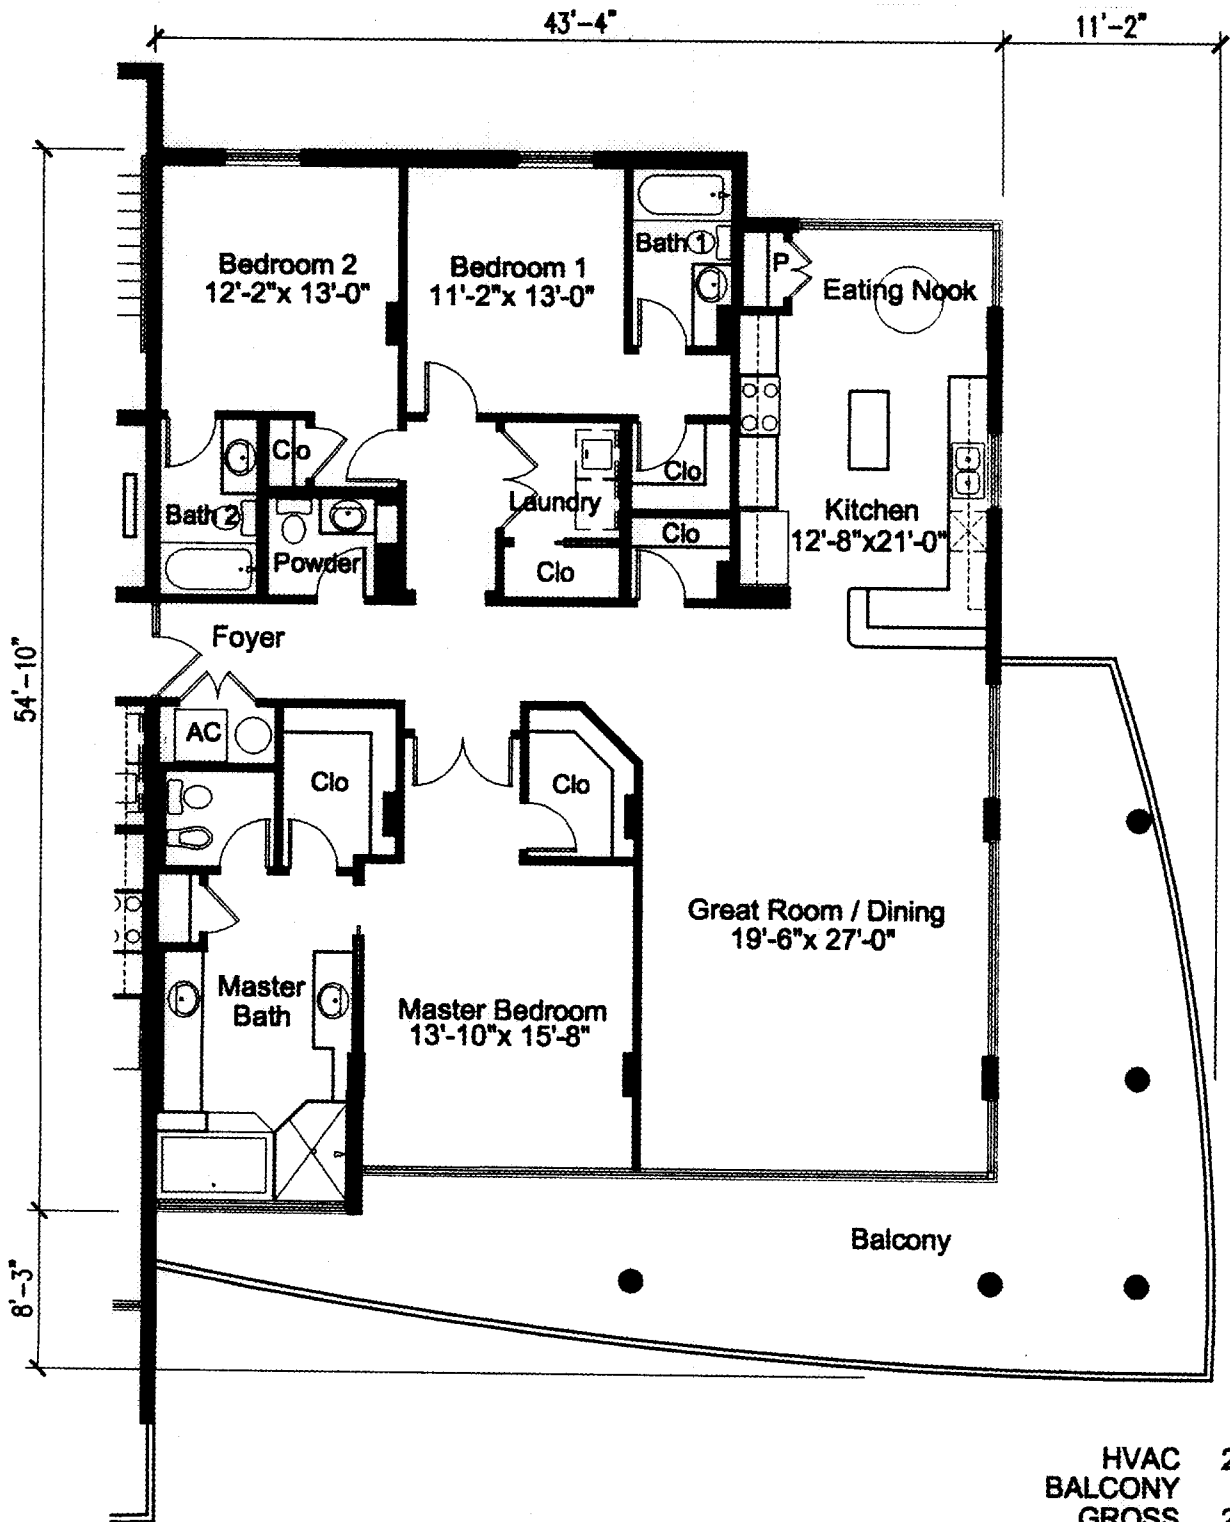 43'-4"
11'-2"
Bedroom 2
12'-2"x 13'-0"
Bedroom 1
11'-2"x 13'-0"
Bath 1
P
Eating Nook
Clo
Clo
Bath 2
Laundry
Powder
Clo
Clo
Kitchen
12'-8"x21'-0"
Foyer
54'-10"
AC
Clo
Clo
Great Room / Dining
19'-6"x 27'-0"
Master
Bath
Master Bedroom
13'-10"x 15'-8"
Balcony
8'-3"
HVAC 2
BALCONY
GROSS